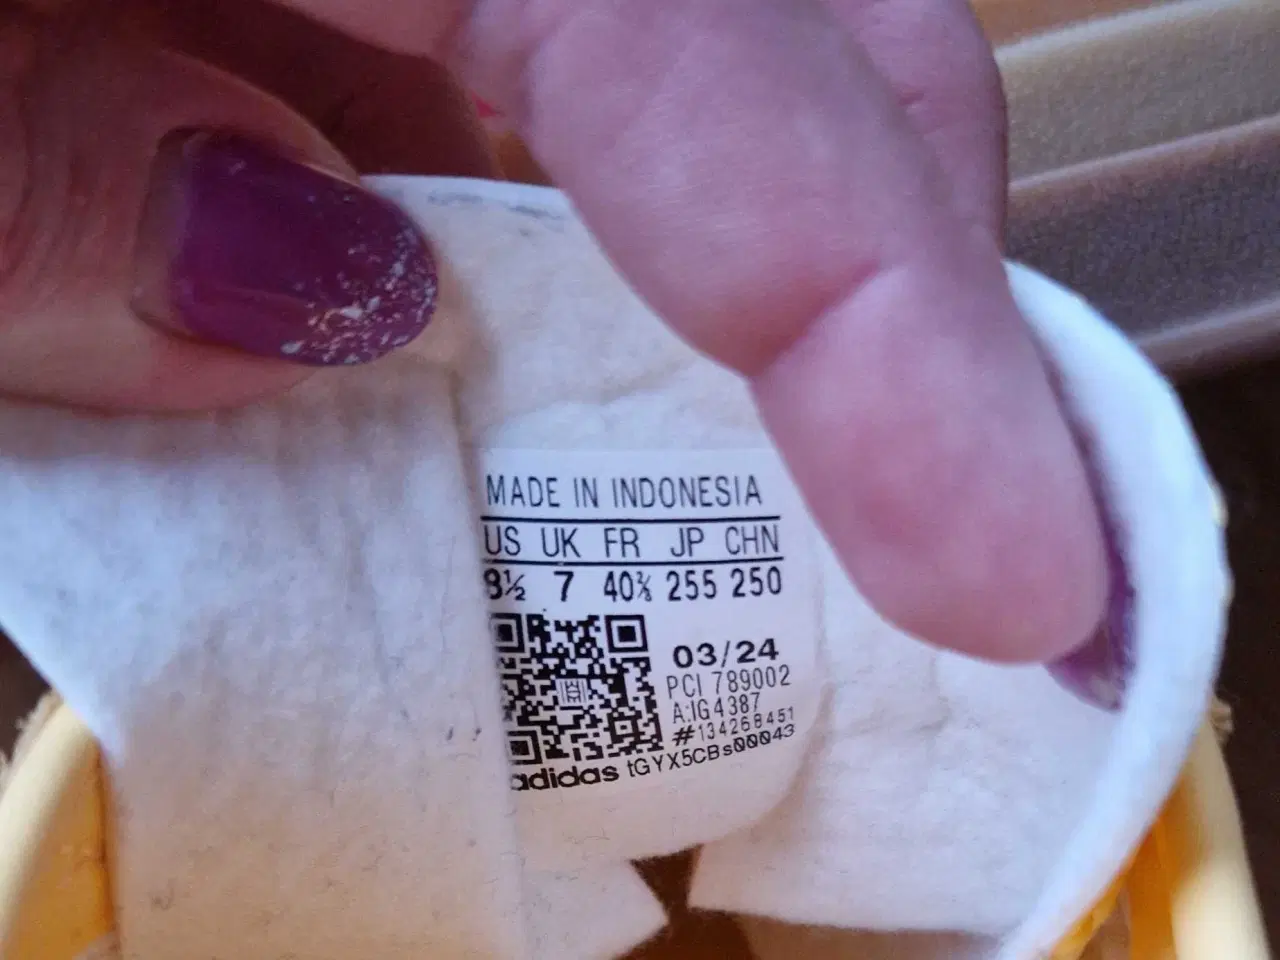 MADE IN INDONESIA
US UK FR JP CHN
8½ 7 40⅔ 255 250
03/24
PCI 789002
A:IG4387
#134268451
adidas tGYX5CBs00043